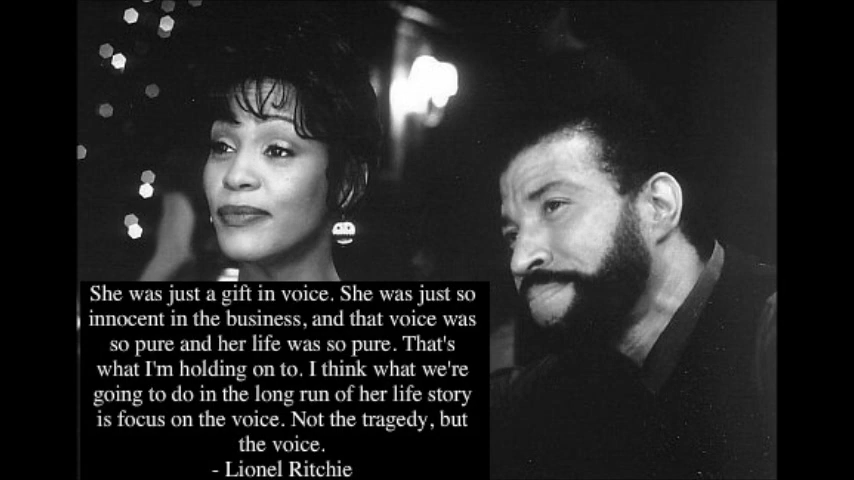 She was just a gift in voice. She was just so
innocent in the business, and that voice was
so pure and her life was so pure. That's
what I'm holding on to. I think what we're
going to do in the long run of her life story
is focus on the voice. Not the tragedy, but
the voice.
- Lionel Ritchie